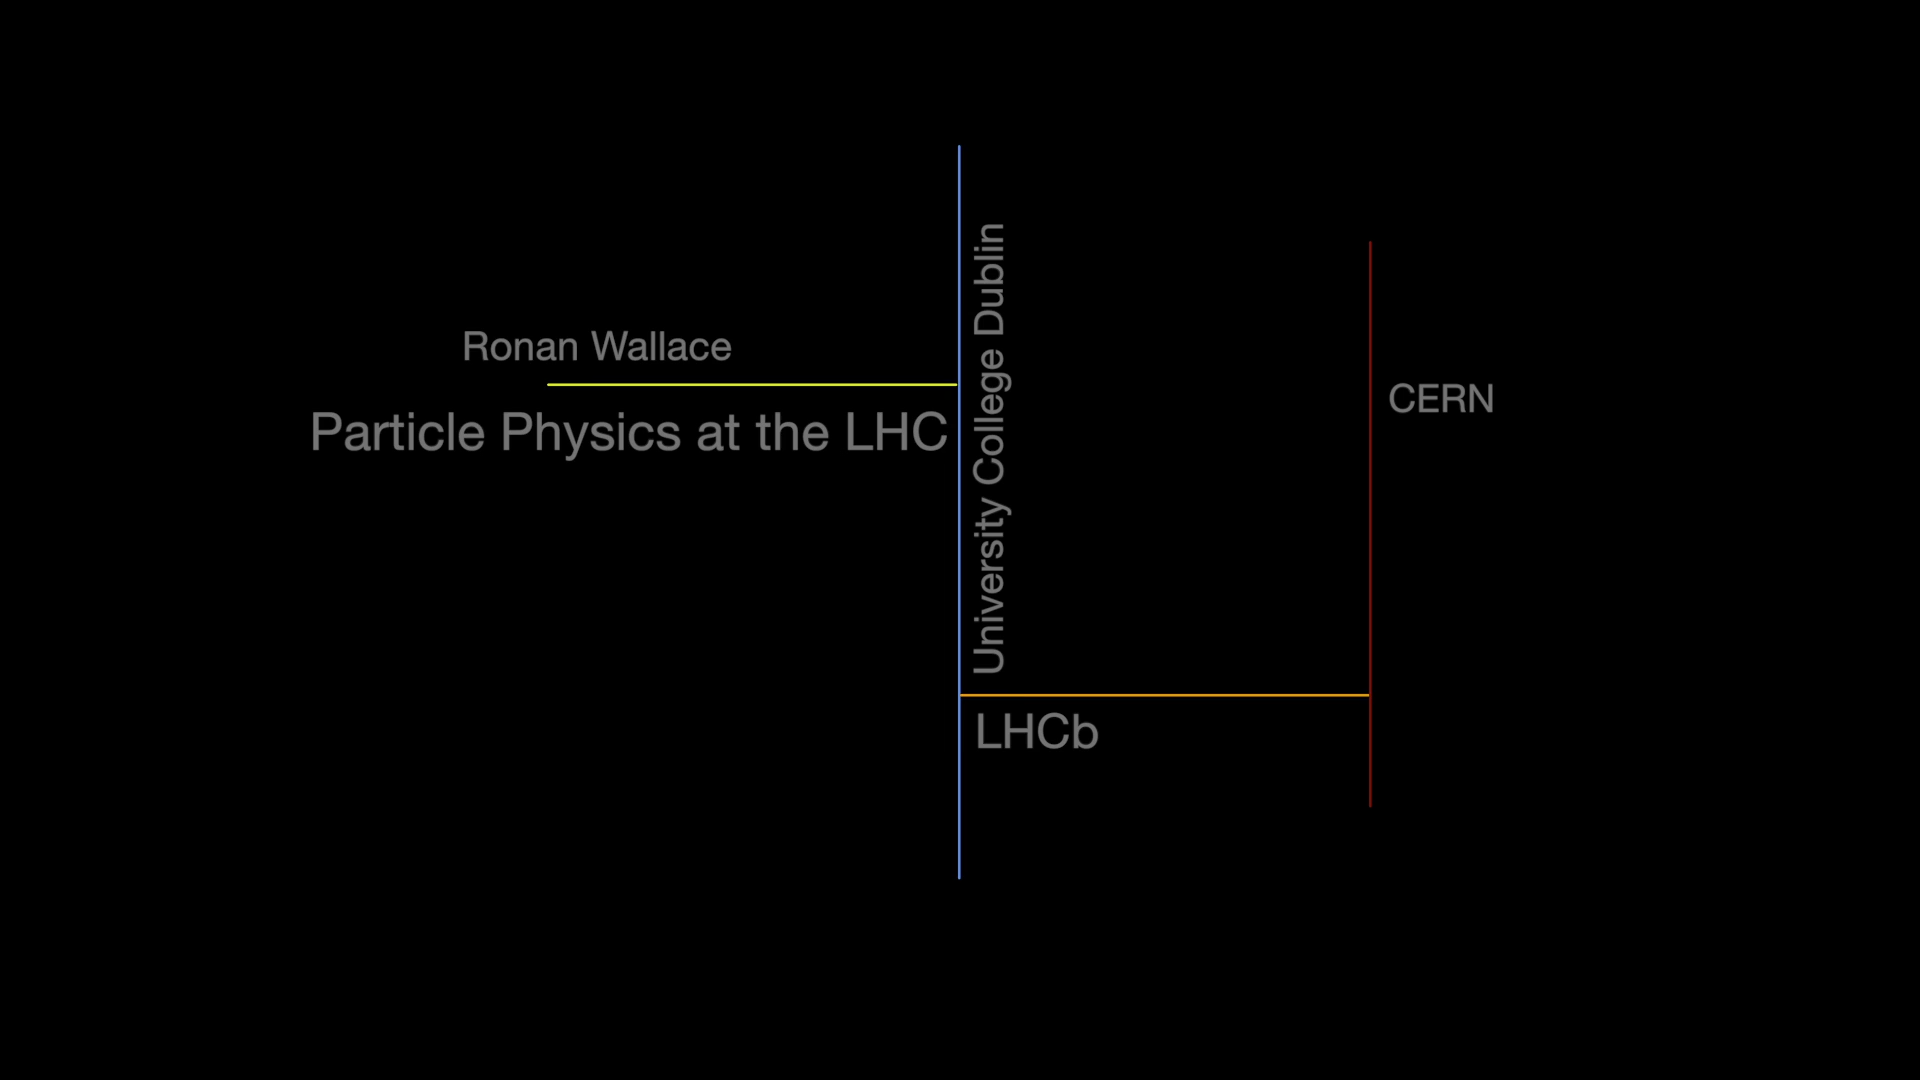 Ronan Wallace
Particle Physics at the LHC
University College Dublin
CERN
LHCb